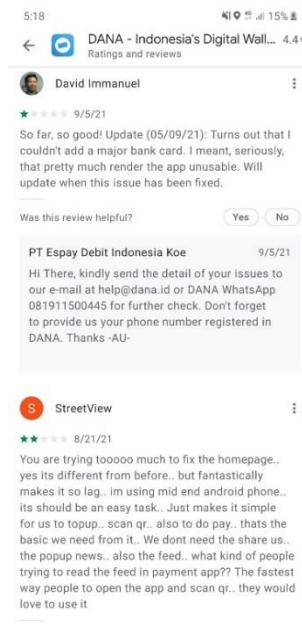 5:18
15%
DANA - Indonesia's Digital Wall... 4.4
Ratings and reviews
David Immanuel
9/5/21
So far, so good! Update (05/09/21): Turns out that I
couldn't add a major bank card. I meant, seriously,
that pretty much render the app unusable. Will
update when this issue has been fixed.
Was this review helpful?
Yes
No
PT Espay Debit Indonesia Koe 9/5/21
Hi There, kindly send the detail of your issues to
our e-mail at help@dana.id or DANA WhatsApp
081911500445 for further check. Don't forget
to provide us your phone number registered in
DANA. Thanks -AU-
S
StreetView
8/21/21
You are trying tooooo much to fix the homepage..
yes its different from before.. but fantastically
makes it so lag.. im using mid end android phone..
its should be an easy task.. Just makes it simple
for us to topup.. scan qr.. also to do pay.. thats the
basic we need from it.. We dont need the share us..
the popup news.. also the feed.. what kind of people
trying to read the feed in payment app?? The fastest
way people to open the app and scan qr.. they would
love to use it